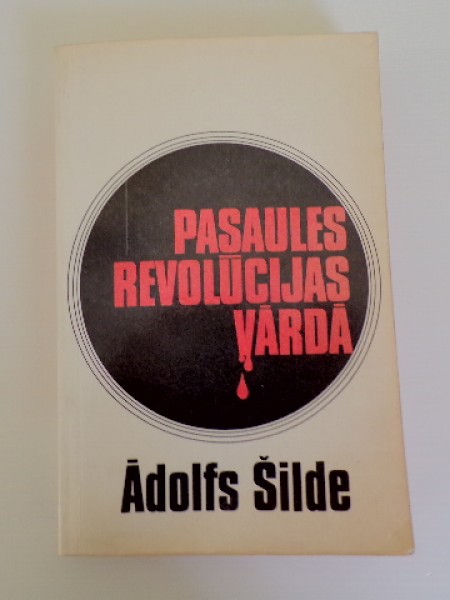 PASAULES
REVOLŪCIJAS
VĀRDĀ
Ādolfs Šilde